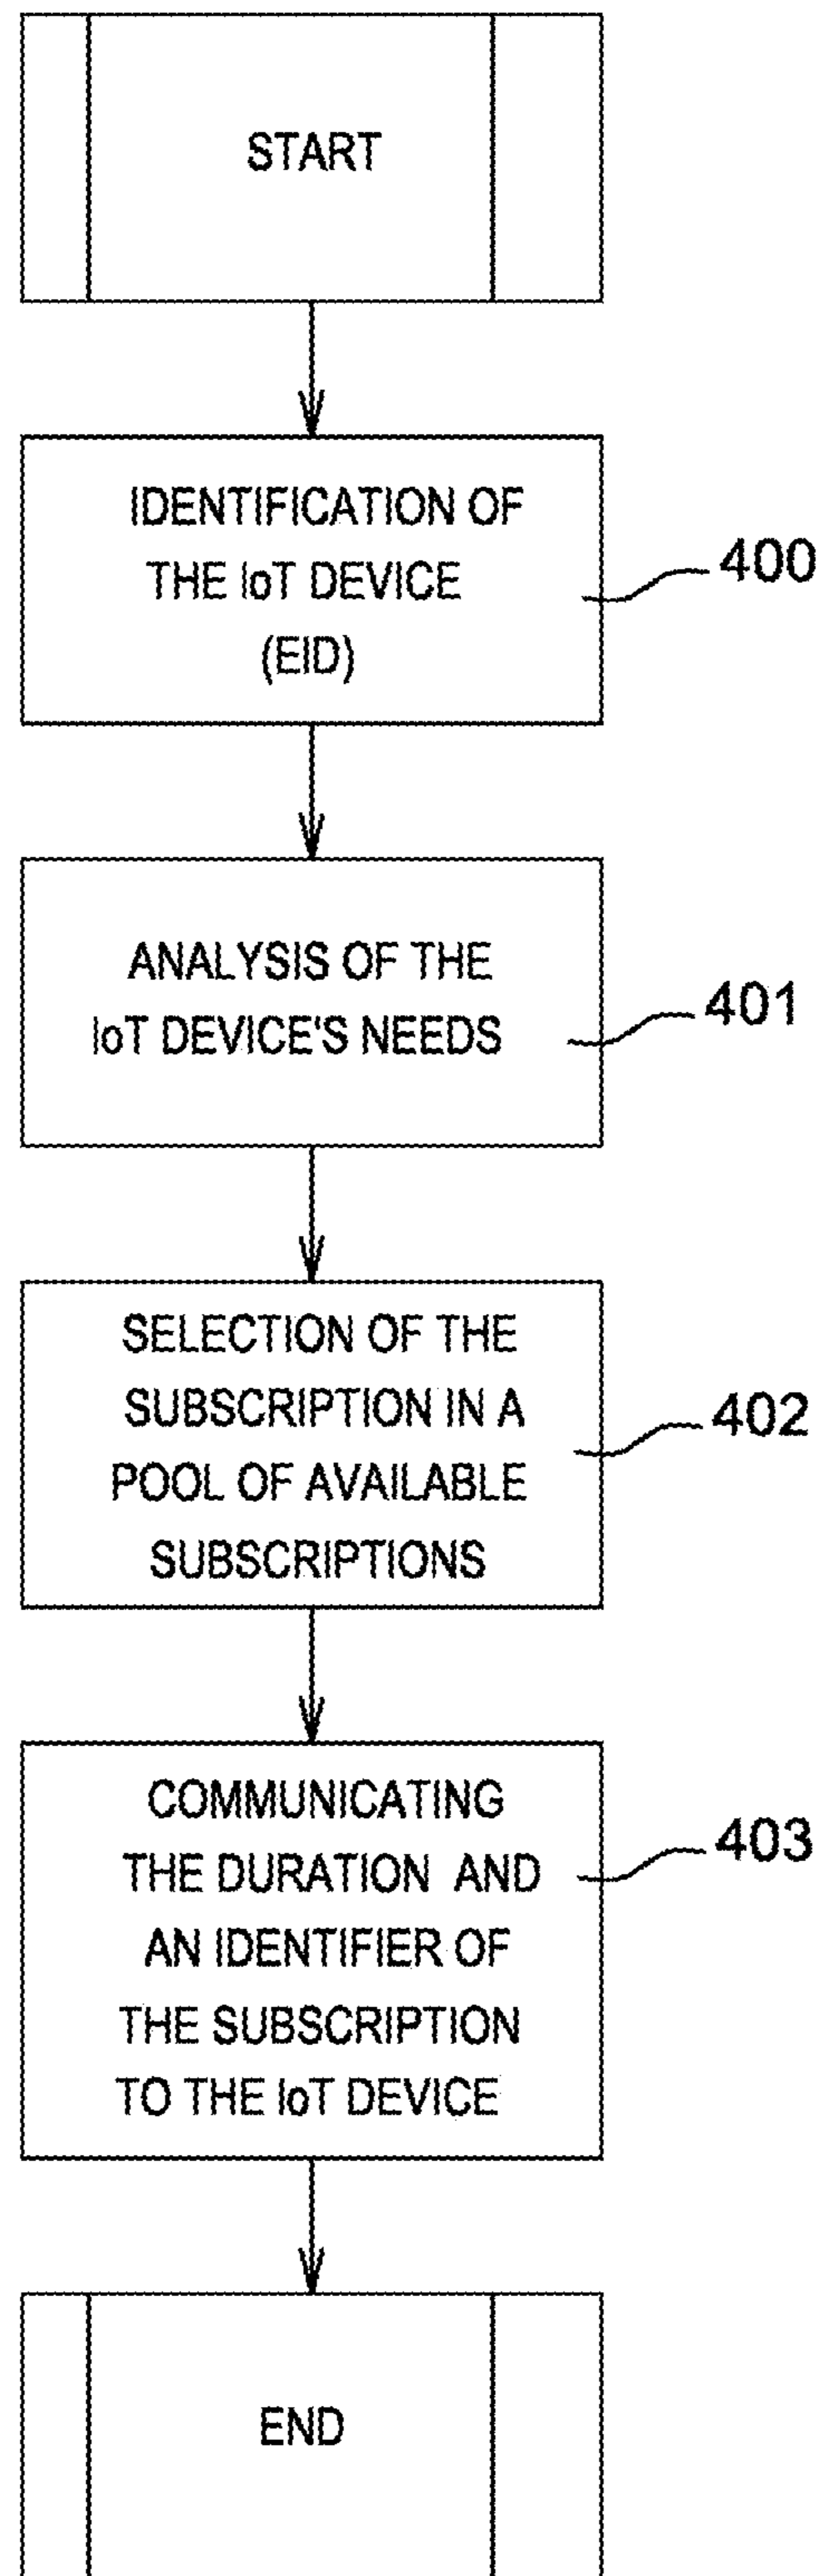 START
IDENTIFICATION OF
THE IoT DEVICE
(EID)
400
ANALYSIS OF THE
IoT DEVICE'S NEEDS
401
SELECTION OF THE
SUBSCRIPTION IN A
POOL OF AVAILABLE
SUBSCRIPTIONS
402
COMMUNICATING
THE DURATION AND
AN IDENTIFIER OF
THE SUBSCRIPTION
TO THE IoT DEVICE
403
END